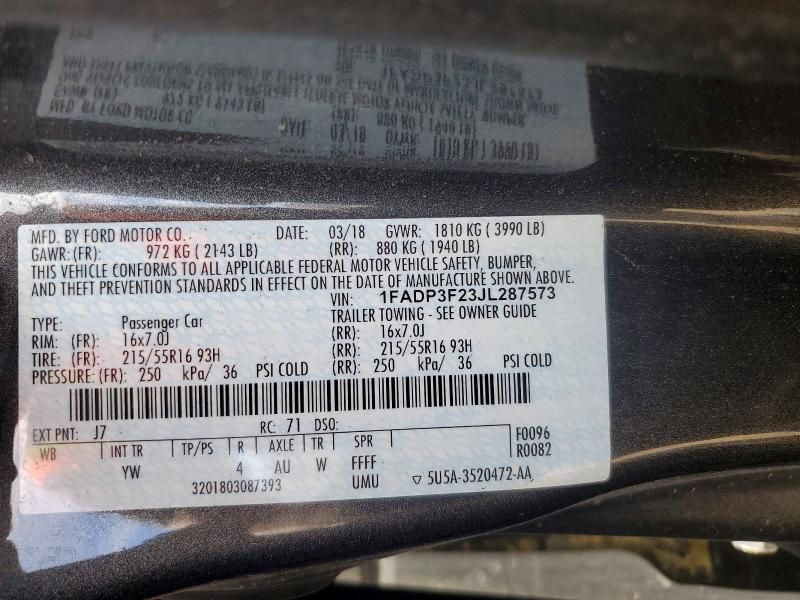 MFD. BY FORD MOTOR CO. DATE: 03/18 GVWR: 1810 KG ( 3990 LB)
GAWR: (FR): 972 KG ( 2143 LB) (RR): 880 KG ( 1940 LB)
THIS VEHICLE CONFORMS TO ALL APPLICABLE FEDERAL MOTOR VEHICLE SAFETY, BUMPER,
AND THEFT PREVENTION STANDARDS IN EFFECT ON THE DATE OF MANUFACTURE SHOWN ABOVE.
VIN: 1FADP3F23JL287573
TYPE: Passenger Car TRAILER TOWING - SEE OWNER GUIDE
RIM: (FR): 16x7.0J (RR): 16x7.0J
TIRE: (FR): 215/55R16 93H (RR): 215/55R16 93H
PRESSURE: (FR): 250 kPa/ 36 PSI COLD (RR): 250 kPa/ 36 PSI COLD
EXT PNT: J7 RC: 71 DSO: F0096
WB INT TR TP/PS R AXLE TR SPR R0082
YW 4 AU W FFFF
3201803087393 UMU ▽ 5U5A-3520472-AA